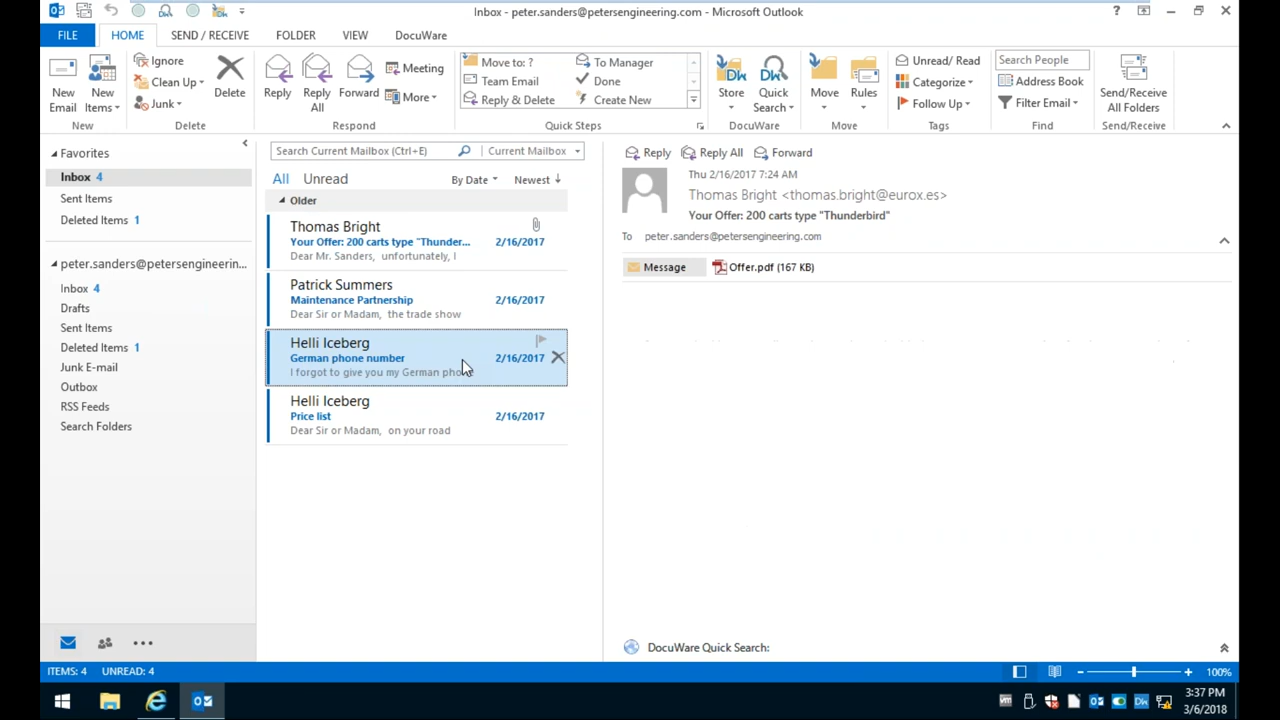 Inbox - peter.sanders@petersengineering.com - Microsoft Outlook
FILE HOME SEND / RECEIVE FOLDER VIEW DocuWare
New Email
New Items
New
Ignore
Clean Up
Junk
Delete
Delete
Reply
Reply All
Forward
Meeting
More
Respond
Move to: ?
Team Email
Reply & Delete
To Manager
Done
Create New
Quick Steps
Store
Quick Search
DocuWare
Move
Rules
Move
Unread/ Read
Categorize
Follow Up
Tags
Search People
Address Book
Filter Email
Find
Send/Receive All Folders
Send/Receive
Favorites
Inbox 4
Sent Items
Deleted Items 1
peter.sanders@petersengineerin...
Inbox 4
Drafts
Sent Items
Deleted Items 1
Junk E-mail
Outbox
RSS Feeds
Search Folders
Search Current Mailbox (Ctrl+E) Current Mailbox
All Unread By Date Newest
Older
Thomas Bright
Your Offer: 200 carts type "Thunder... 2/16/2017
Dear Mr. Sanders, unfortunately, I
Patrick Summers
Maintenance Partnership 2/16/2017
Dear Sir or Madam, the trade show
Helli Iceberg
German phone number 2/16/2017
I forgot to give you my German pho
Helli Iceberg
Price list 2/16/2017
Dear Sir or Madam, on your road
Reply Reply All Forward
Thu 2/16/2017 7:24 AM
Thomas Bright <thomas.bright@eurox.es>
Your Offer: 200 carts type "Thunderbird"
To peter.sanders@petersengineering.com
Message Offer.pdf (167 KB)
DocuWare Quick Search:
ITEMS: 4 UNREAD: 4 100%
3:37 PM
3/6/2018